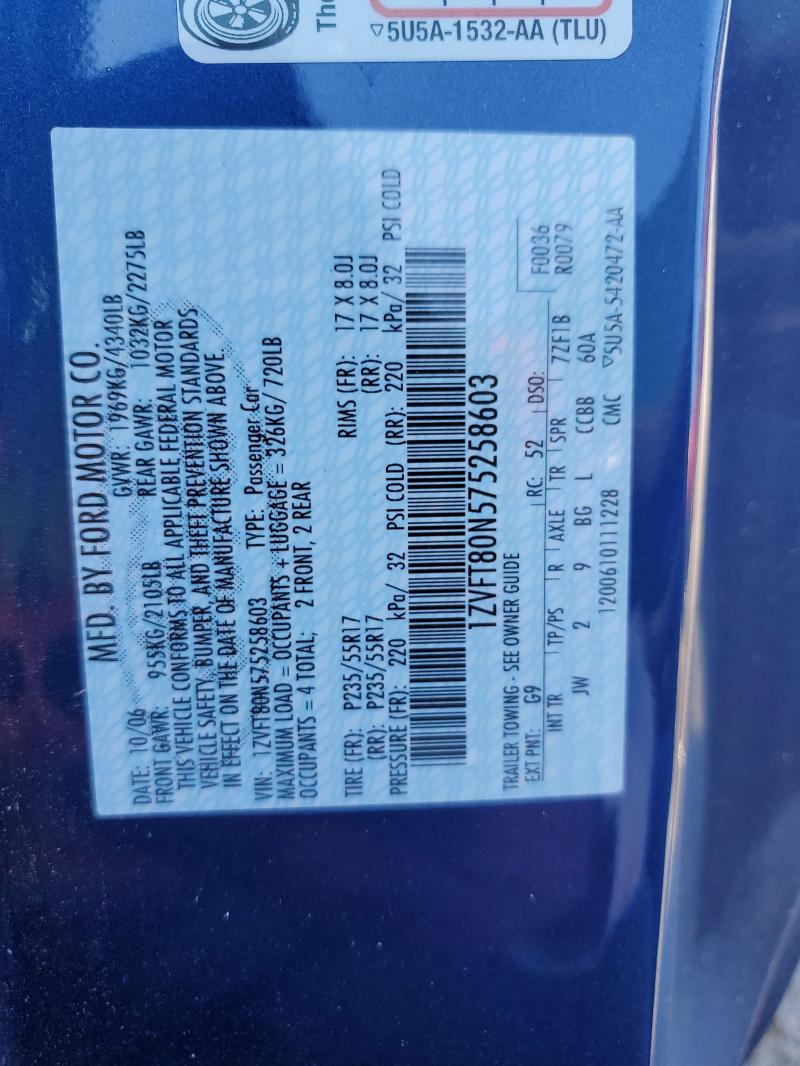 The
▽5U5A-1532-AA (TLU)
MFD. BY FORD MOTOR CO.
DATE: 10/06 GVWR: 1969KG/4340LB
FRONT GAWR: 955KG/2105LB REAR GAWR: 1032KG/2275LB
THIS VEHICLE CONFORMS TO ALL APPLICABLE FEDERAL MOTOR
VEHICLE SAFETY, BUMPER, AND THEFT PREVENTION STANDARDS
IN EFFECT ON THE DATE OF MANUFACTURE SHOWN ABOVE.
VIN: 1ZVFT80N575258603 TYPE: Passenger Car
MAXIMUM LOAD = OCCUPANTS + LUGGAGE = 326KG/ 720LB
OCCUPANTS = 4 TOTAL; 2 FRONT, 2 REAR
TIRE (FR): P235/55R17 RIMS (FR): 17 X 8.0J
(RR): P235/55R17 (RR): 17 X 8.0J
PRESSURE (FR): 220 kPa/ 32 PSI COLD (RR): 220 kPa/ 32 PSI COLD
1ZVFT80N575258603
TRAILER TOWING - SEE OWNER GUIDE
EXT PNT: G9 RC: 52 DSO: F0036
R0079
INT TR TP/PS R AXLE TR SPR 7ZF1B
JW 2 9 BG L CCBB 60A
1200610111228 CMC ▽5U5A-5420472-AA